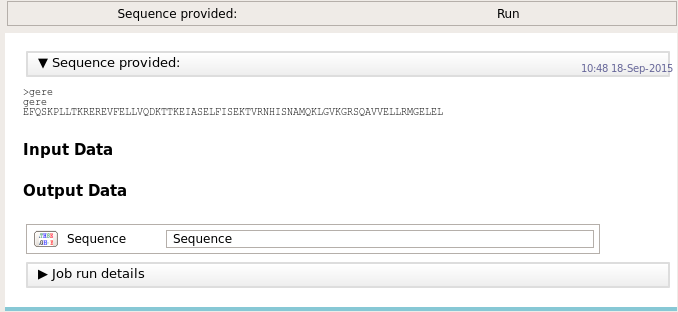 Sequence provided: Run
▼ Sequence provided:
10:48 18-Sep-2015
>gere
gere
EFQSKPLLTKREREVFELLVQDKTTKEIASELFISEKTVRNHISNAMQKLGVKGRSQAVVELLRMGELEL
Input Data
Output Data
Sequence Sequence
▶ Job run details